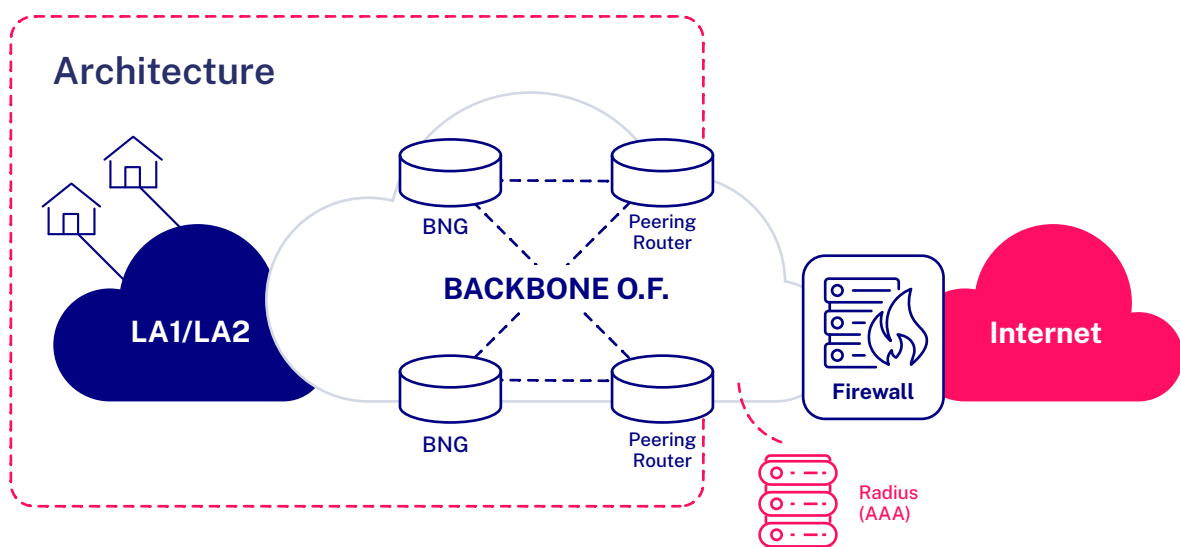 Architecture
BNG
Peering
Router
BACKBONE O.F.
LA1/LA2
Internet
Firewall
BNG
Peering
Router
Radius
(AAA)